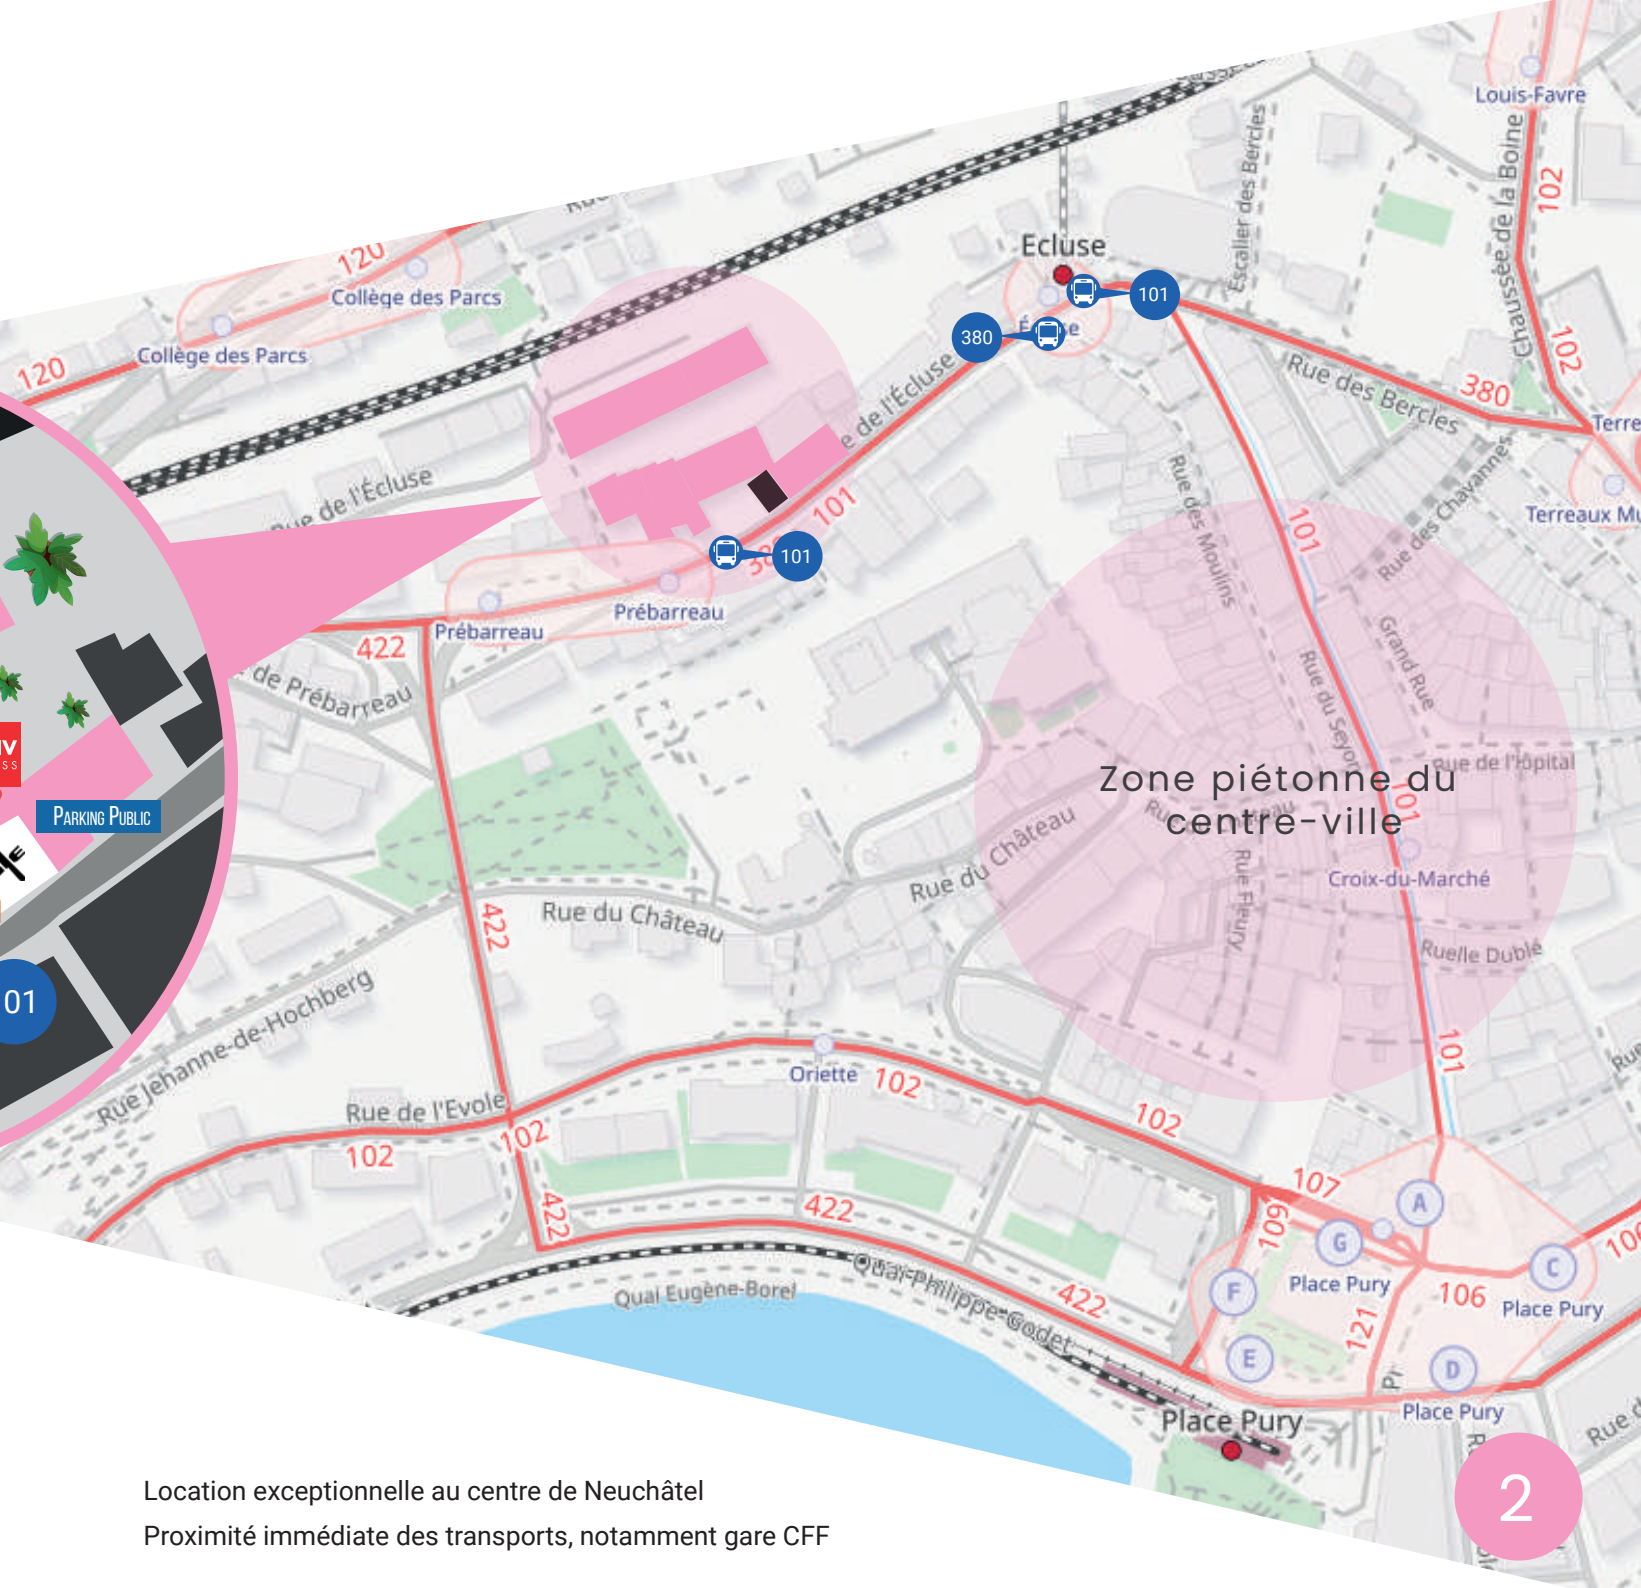 Louis-Favre
Chaussée de la Boine
102
Escalier des Bercles
Ecluse
101
380
120
Collège des Parcs
Collège des Parcs
120
Rue des Bercles
380
102
Rue de l'Écluse
e de l'Écluse
101
101
Prébarreau
Prébarreau
422
de Prébarreau
Rue des Moulins
101
Rue des Chavannes
Terreaux Mu
Grand Rue
Rue du Seyon
Rue de l'Hôpital
Zone piétonne du
centre-ville
101
Croix-du-Marché
Rue Fleury
Ruelle Dublé
Rue du Château
Rue du Château
PARKING PUBLIC
422
01
Rue Jehanne-de-Hochberg
101
Oriette
102
102
Rue de l'Evole
102
102
422
422
Quai Philippe-Godet
422
Quai Eugène-Borel
107
109
A
G
Place Pury
F
E
121
106
C
Place Pury
106
D
Place Pury
Place Pury
Location exceptionnelle au centre de Neuchâtel
Proximité immédiate des transports, notamment gare CFF
2